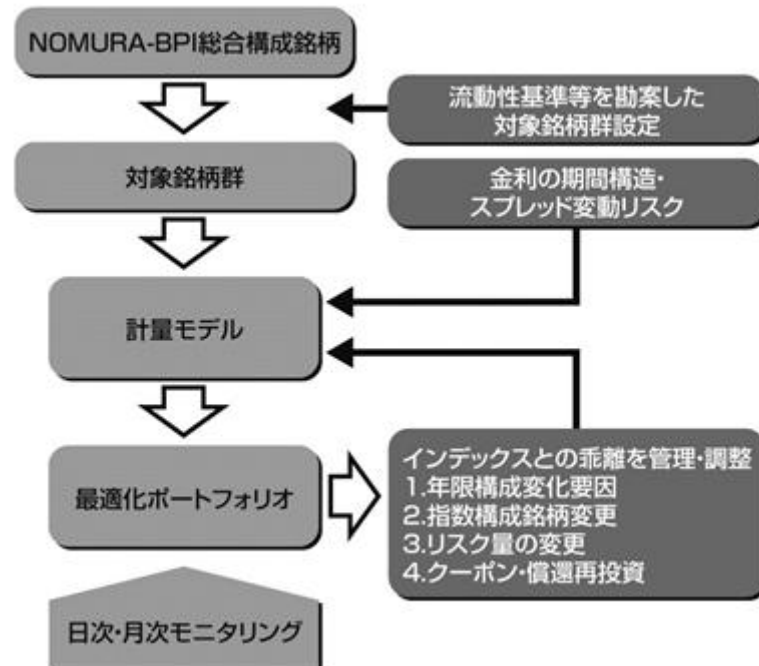 NOMURA-BPI総合構成銘柄
流動性基準等を勘案した
対象銘柄群設定
対象銘柄群
金利の期間構造・
スプレッド変動リスク
計量モデル
最適化ポートフォリオ
インデックスとの乖離を管理・調整
1.年限構成変化要因
2.指数構成銘柄変更
3.リスク量の変更
4.クーポン・償還再投資
日次・月次モニタリング